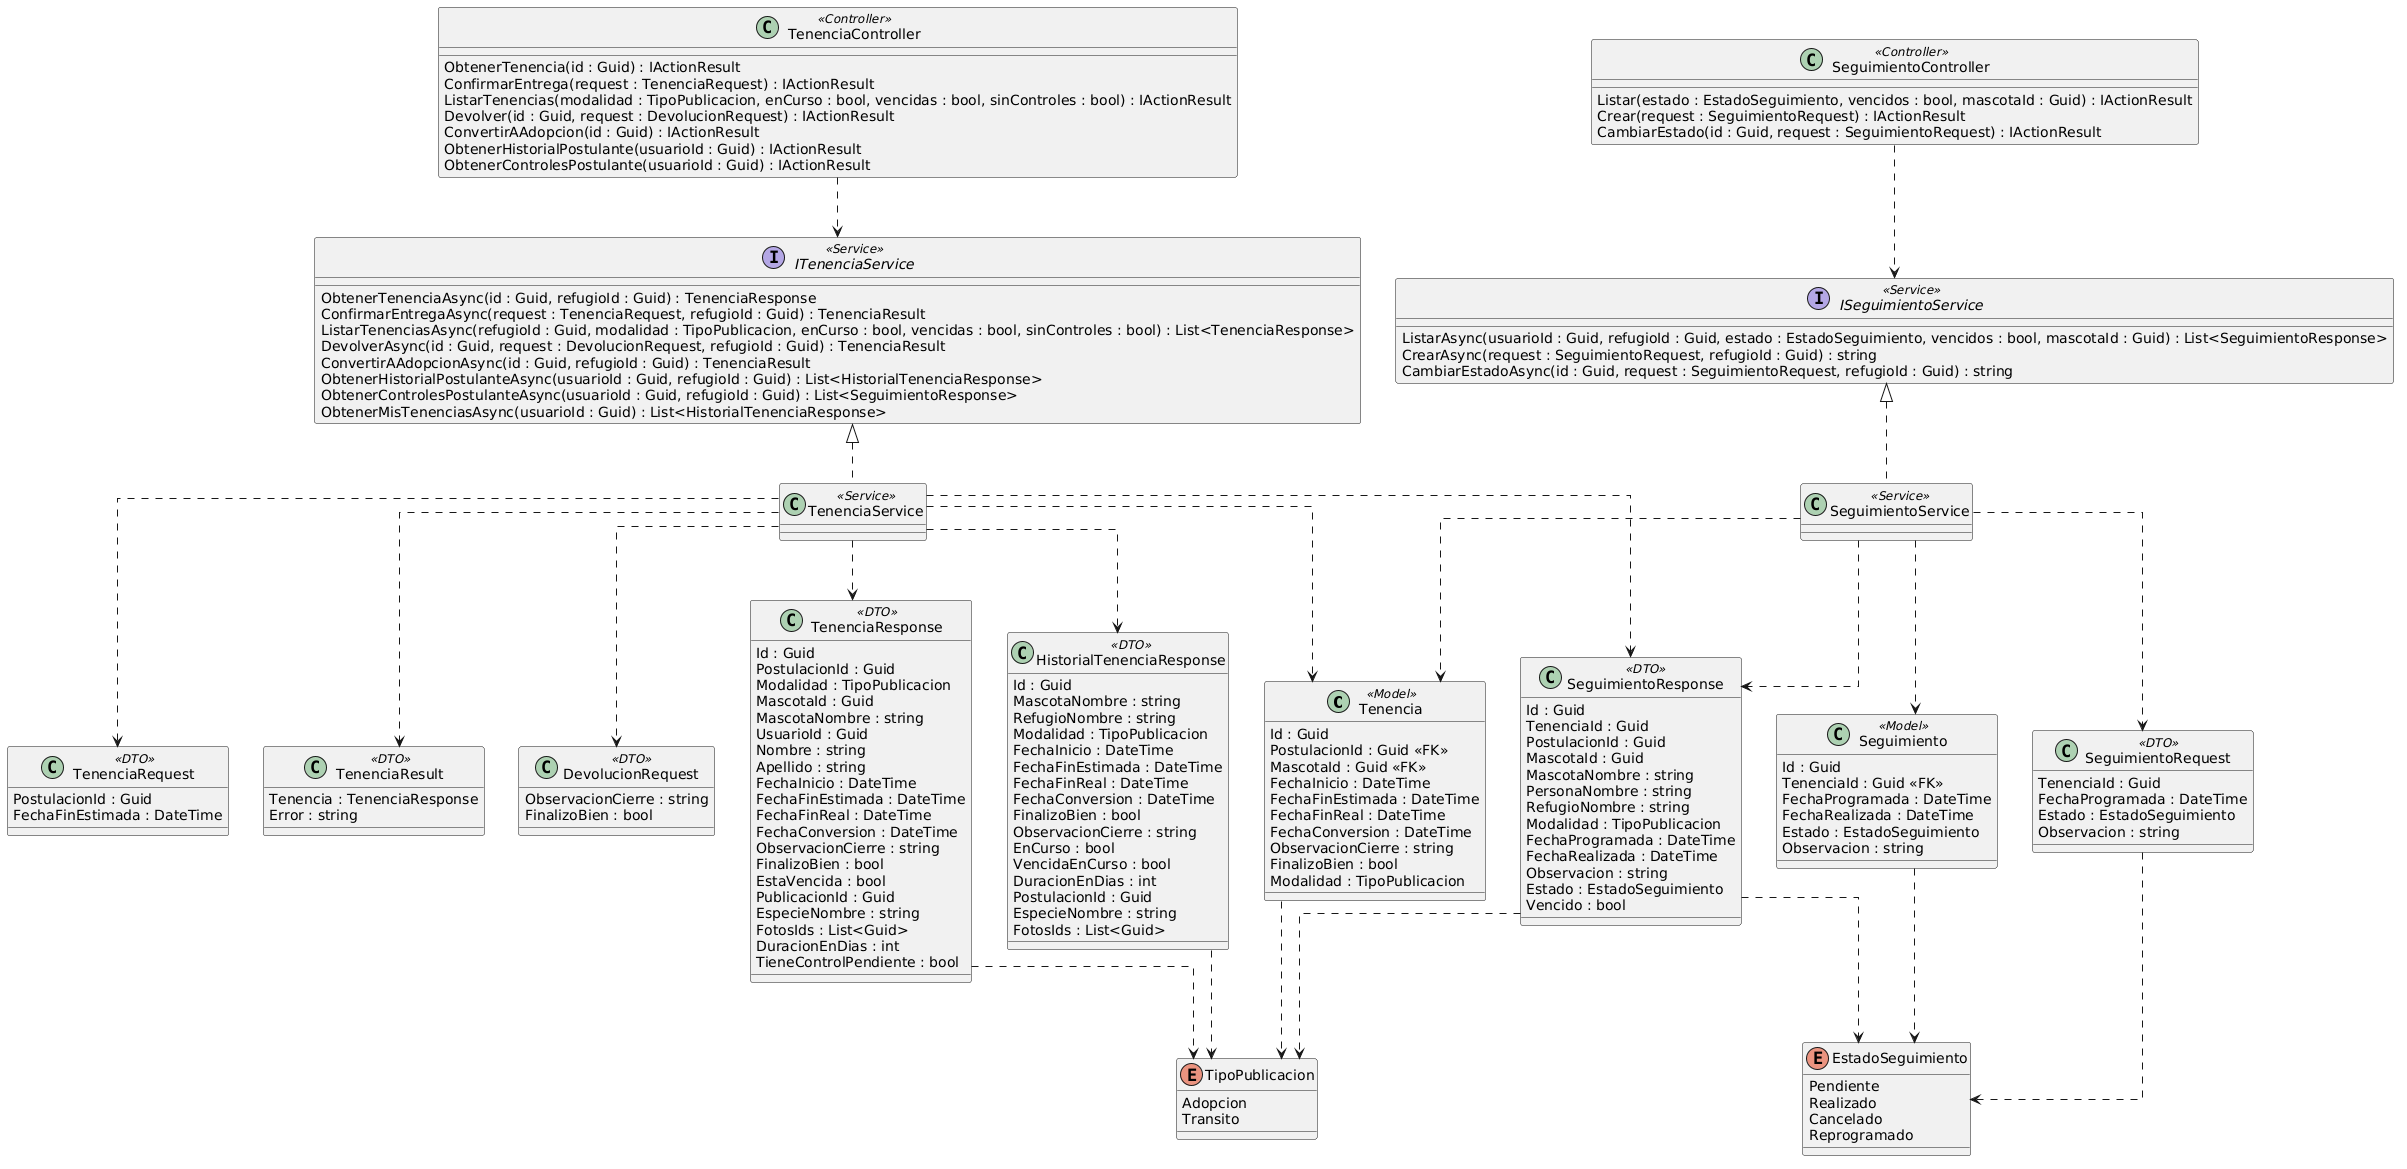 «Controller»
C TenenciaController
ObtenerTenencia(id : Guid) : IActionResult
ConfirmarEntrega(request : TenenciaRequest) : IActionResult
ListarTenencias(modalidad : TipoPublicacion, enCurso : bool, vencidas : bool, sinControles : bool) : IActionResult
Devolver(id : Guid, request : DevolucionRequest) : IActionResult
ConvertirAAdopcion(id : Guid) : IActionResult
ObtenerHistorialPostulante(usuarioId : Guid) : IActionResult
ObtenerControlesPostulante(usuarioId : Guid) : IActionResult
«Controller»
C SeguimientoController
Listar(estado : EstadoSeguimiento, vencidos : bool, mascotaId : Guid) : IActionResult
Crear(request : SeguimientoRequest) : IActionResult
CambiarEstado(id : Guid, request : SeguimientoRequest) : IActionResult
«Service»
I ITenenciaService
ObtenerTenenciaAsync(id : Guid, refugioId : Guid) : TenenciaResponse
ConfirmarEntregaAsync(request : TenenciaRequest, refugioId : Guid) : TenenciaResult
ListarTenenciasAsync(refugioId : Guid, modalidad : TipoPublicacion, enCurso : bool, vencidas : bool, sinControles : bool) : List<TenenciaResponse>
DevolverAsync(id : Guid, request : DevolucionRequest, refugioId : Guid) : TenenciaResult
ConvertirAAdopcionAsync(id : Guid, refugioId : Guid) : TenenciaResult
ObtenerHistorialPostulanteAsync(usuarioId : Guid, refugioId : Guid) : List<HistorialTenenciaResponse>
ObtenerControlesPostulanteAsync(usuarioId : Guid, refugioId : Guid) : List<SeguimientoResponse>
ObtenerMisTenenciasAsync(usuarioId : Guid) : List<HistorialTenenciaResponse>
«Service»
I ISeguimientoService
ListarAsync(usuarioId : Guid, refugioId : Guid, estado : EstadoSeguimiento, vencidos : bool, mascotaId : Guid) : List<SeguimientoResponse>
CrearAsync(request : SeguimientoRequest, refugioId : Guid) : string
CambiarEstadoAsync(id : Guid, request : SeguimientoRequest, refugioId : Guid) : string
«Service»
C TenenciaService
«Service»
C SeguimientoService
«DTO»
C TenenciaRequest
PostulacionId : Guid
FechaFinEstimada : DateTime
«DTO»
C TenenciaResult
Tenencia : TenenciaResponse
Error : string
«DTO»
C DevolucionRequest
ObservacionCierre : string
FinalizoBien : bool
«DTO»
C TenenciaResponse
Id : Guid
PostulacionId : Guid
Modalidad : TipoPublicacion
MascotaId : Guid
MascotaNombre : string
UsuarioId : Guid
Nombre : string
Apellido : string
FechaInicio : DateTime
FechaFinEstimada : DateTime
FechaFinReal : DateTime
FechaConversion : DateTime
ObservacionCierre : string
FinalizoBien : bool
EstaVencida : bool
PublicacionId : Guid
EspecieNombre : string
FotosIds : List<Guid>
DuracionEnDias : int
TieneControlPendiente : bool
«DTO»
C HistorialTenenciaResponse
Id : Guid
MascotaNombre : string
RefugioNombre : string
Modalidad : TipoPublicacion
FechaInicio : DateTime
FechaFinEstimada : DateTime
FechaFinReal : DateTime
FechaConversion : DateTime
FinalizoBien : bool
ObservacionCierre : string
EnCurso : bool
VencidaEnCurso : bool
DuracionEnDias : int
PostulacionId : Guid
EspecieNombre : string
FotosIds : List<Guid>
«Model»
C Tenencia
Id : Guid
PostulacionId : Guid «FK»
MascotaId : Guid «FK»
FechaInicio : DateTime
FechaFinEstimada : DateTime
FechaFinReal : DateTime
FechaConversion : DateTime
ObservacionCierre : string
FinalizoBien : bool
Modalidad : TipoPublicacion
«DTO»
C SeguimientoResponse
Id : Guid
TenenciaId : Guid
PostulacionId : Guid
MascotaId : Guid
MascotaNombre : string
PersonaNombre : string
RefugioNombre : string
Modalidad : TipoPublicacion
FechaProgramada : DateTime
FechaRealizada : DateTime
Observacion : string
Estado : EstadoSeguimiento
Vencido : bool
«Model»
C Seguimiento
Id : Guid
TenenciaId : Guid «FK»
FechaProgramada : DateTime
FechaRealizada : DateTime
Estado : EstadoSeguimiento
Observacion : string
«DTO»
C SeguimientoRequest
TenenciaId : Guid
FechaProgramada : DateTime
Estado : EstadoSeguimiento
Observacion : string
E TipoPublicacion
Adopcion
Transito
E EstadoSeguimiento
Pendiente
Realizado
Cancelado
Reprogramado